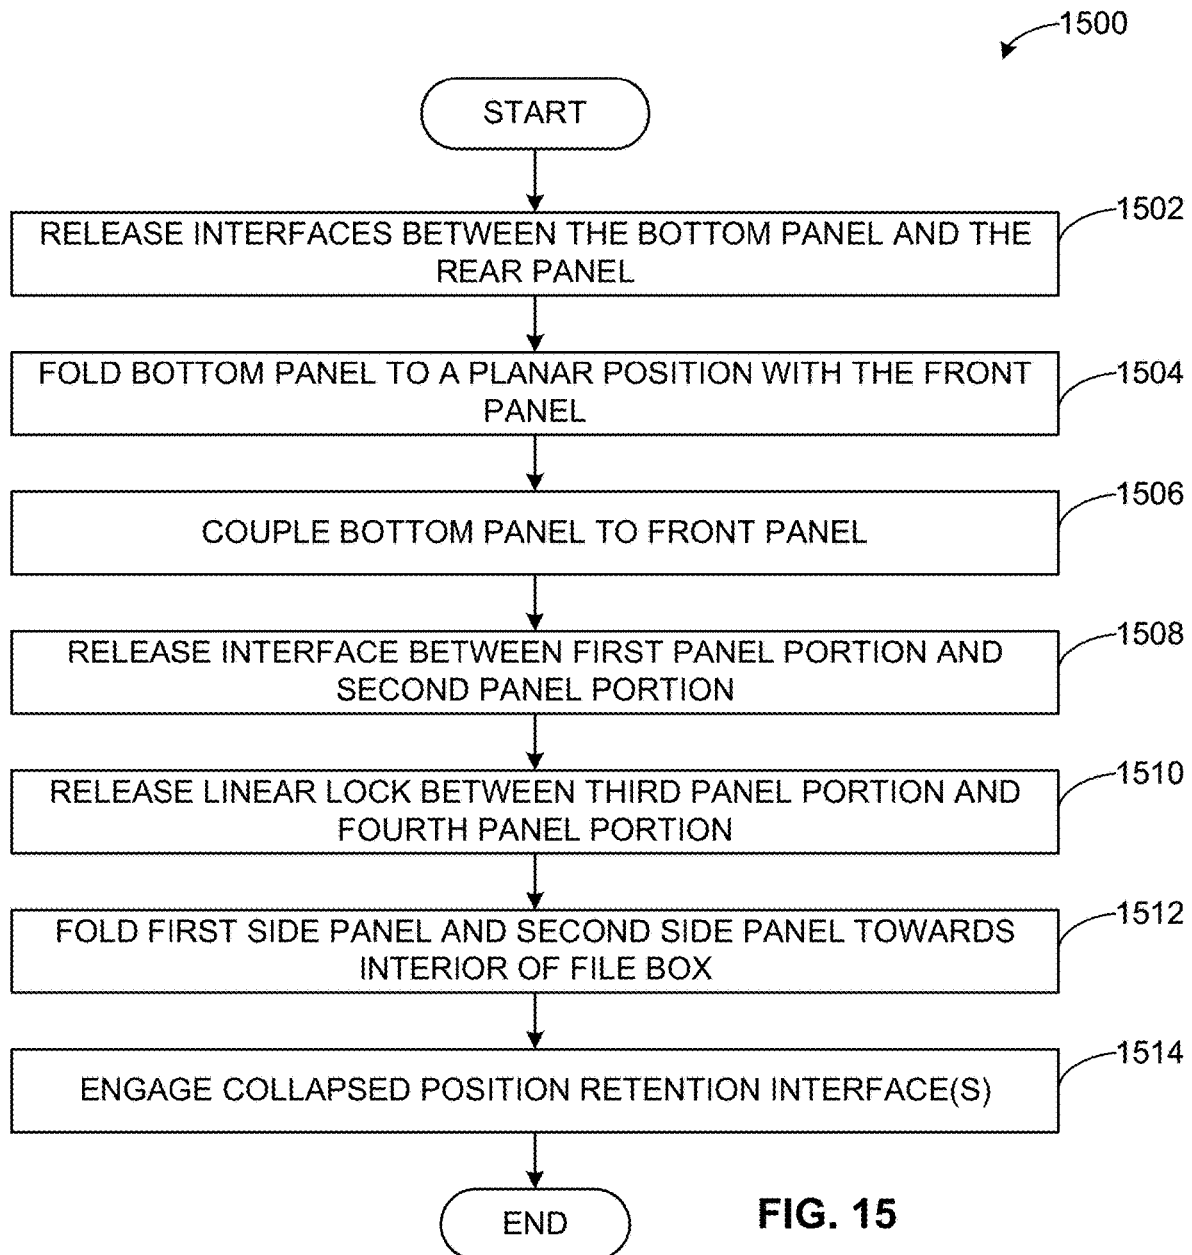 1500
START
1502
RELEASE INTERFACES BETWEEN THE BOTTOM PANEL AND THE
REAR PANEL
1504
FOLD BOTTOM PANEL TO A PLANAR POSITION WITH THE FRONT
PANEL
1506
COUPLE BOTTOM PANEL TO FRONT PANEL
1508
RELEASE INTERFACE BETWEEN FIRST PANEL PORTION AND
SECOND PANEL PORTION
1510
RELEASE LINEAR LOCK BETWEEN THIRD PANEL PORTION AND
FOURTH PANEL PORTION
1512
FOLD FIRST SIDE PANEL AND SECOND SIDE PANEL TOWARDS
INTERIOR OF FILE BOX
1514
ENGAGE COLLAPSED POSITION RETENTION INTERFACE(S)
END
FIG. 15